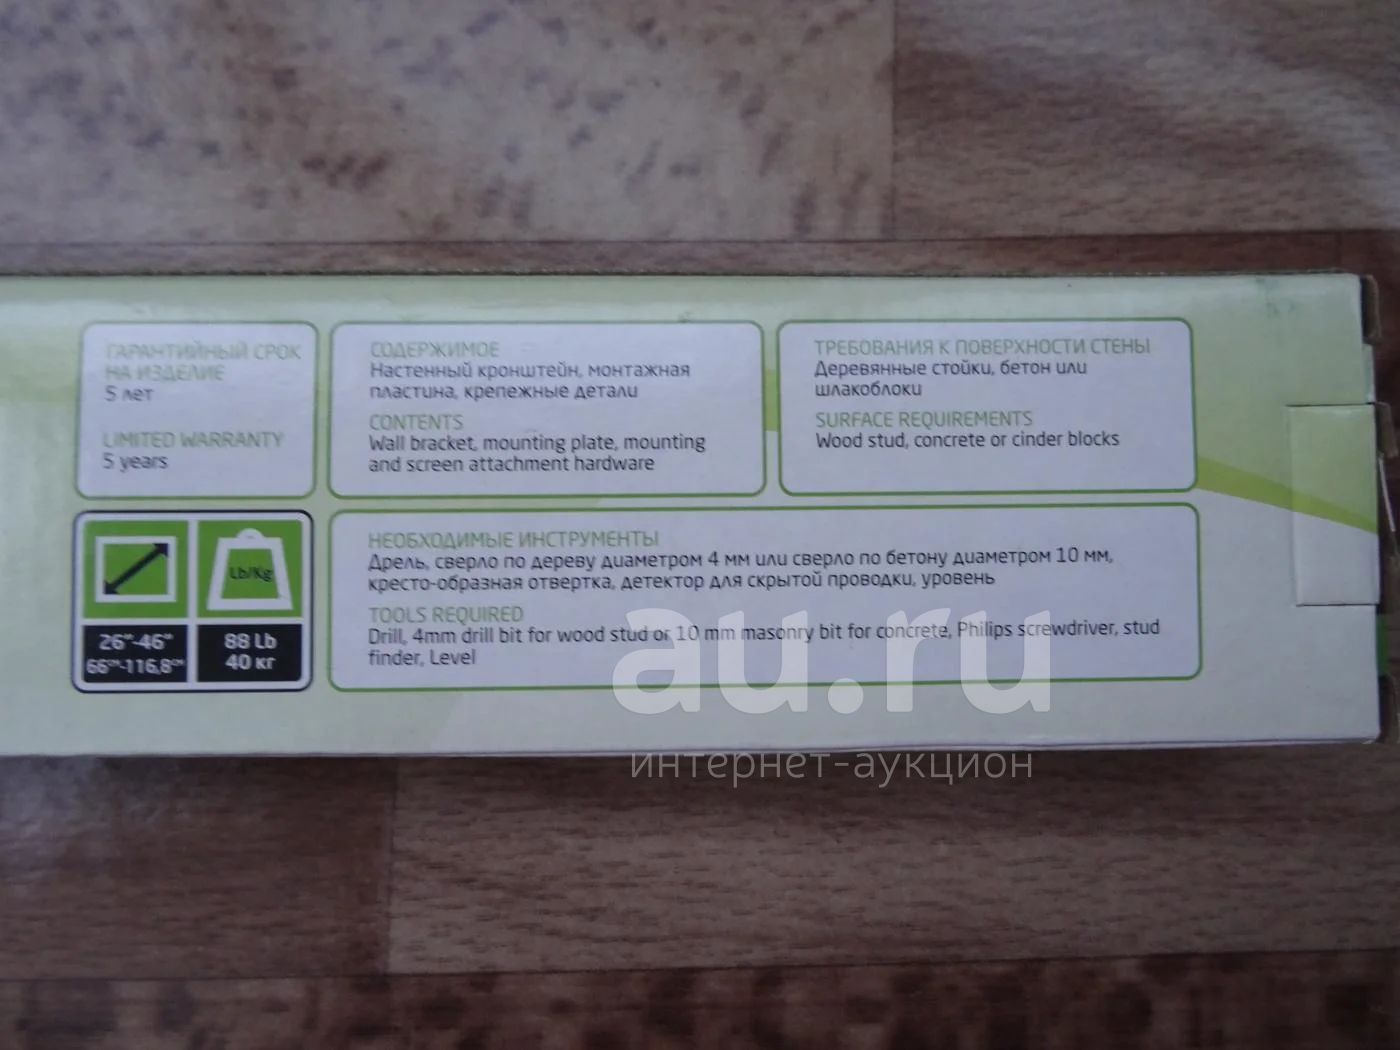 ГАРАНТИЙНЫЙ СРОК
НА ИЗДЕЛИЕ
5 лет
LIMITED WARRANTY
5 years
СОДЕРЖИМОЕ
Настенный кронштейн, монтажная
пластина, крепежные детали
CONTENTS
Wall bracket, mounting plate, mounting
and screen attachment hardware
ТРЕБОВАНИЯ К ПОВЕРХНОСТИ СТЕНЫ
Деревянные стойки, бетон или
шлакоблоки
SURFACE REQUIREMENTS
Wood stud, concrete or cinder blocks
Lb/Kg
26"-46"
66см-116,8см
88 Lb
40 кг
НЕОБХОДИМЫЕ ИНСТРУМЕНТЫ
Дрель, сверло по дереву диаметром 4 мм или сверло по бетону диаметром 10 мм,
кресто-образная отвертка, детектор для скрытой проводки, уровень
TOOLS REQUIRED
Drill, 4mm drill bit for wood stud or 10 mm masonry bit for concrete, Philips screwdriver, stud
finder, Level
au.ru
интернет-аукцион